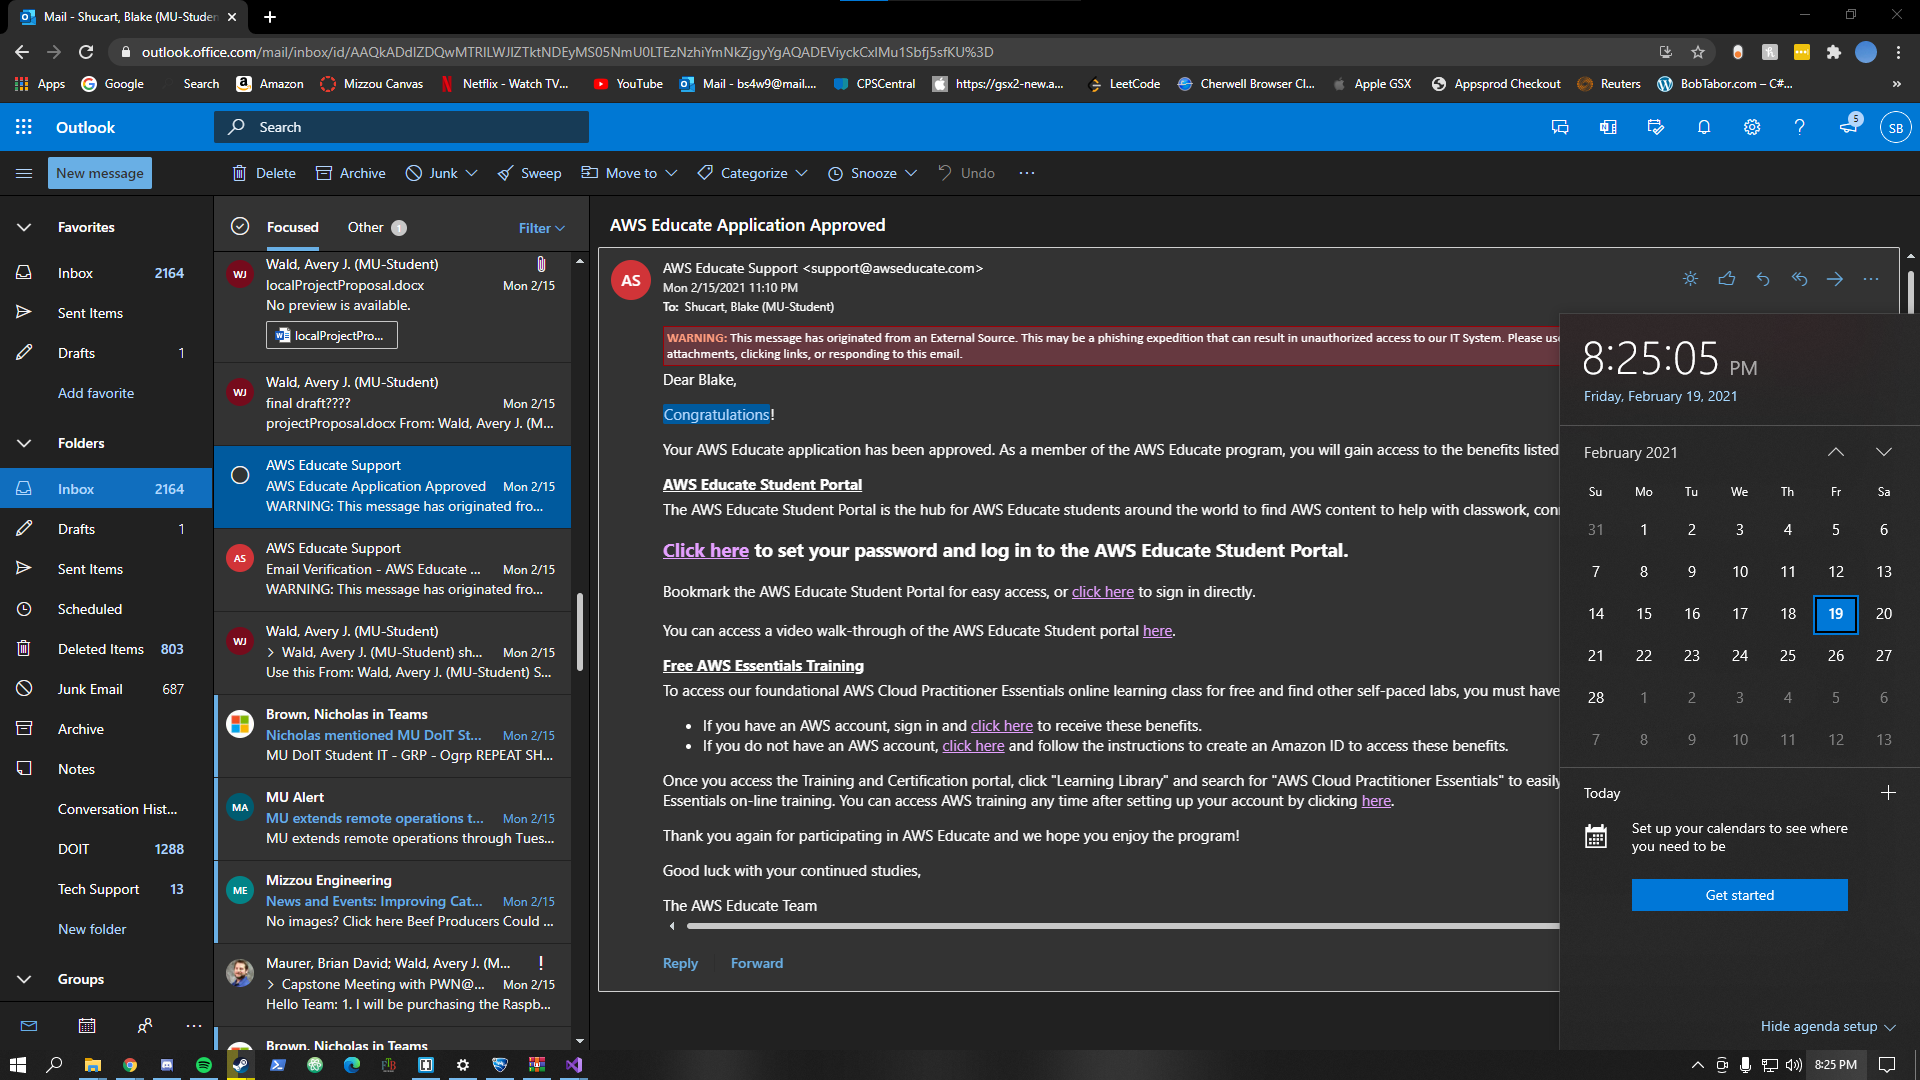 Mail - Shucart, Blake (MU-Studen
outlook.office.com/mail/inbox/id/AAQkADdlZDQwMTRlLWJlZTktNDEyMS05NmU0LTEzNzhiYmNkZjgyYgAQADEViyckCxlMu1Sbfj5sfKU%3D
Apps Google Search Amazon Mizzou Canvas Netflix - Watch TV... YouTube Mail - bs4w9@mail.... CPSCentral https://gsx2-new.a... LeetCode Cherwell Browser Cl... Apple GSX Appsprod Checkout Reuters BobTabor.com – C#... »
Outlook
Search
5
SB
New message
Delete Archive Junk Sweep Move to Categorize Snooze Undo ...
Favorites
Inbox 2164
Sent Items
Drafts 1
Add favorite
Folders
Inbox 2164
Drafts 1
Sent Items
Scheduled
Deleted Items 803
Junk Email 687
Archive
Notes
Conversation Hist...
DOIT 1288
Tech Support 13
New folder
Groups
Focused Other 1 Filter
WJ
Wald, Avery J. (MU-Student)
localProjectProposal.docx Mon 2/15
No preview is available.
localProjectPro...
WJ
Wald, Avery J. (MU-Student)
final draft???? Mon 2/15
projectProposal.docx From: Wald, Avery J. (M...
AWS Educate Support
AWS Educate Application Approved Mon 2/15
WARNING: This message has originated fro...
AS
AWS Educate Support
Email Verification - AWS Educate ... Mon 2/15
WARNING: This message has originated fro...
WJ
Wald, Avery J. (MU-Student)
> Wald, Avery J. (MU-Student) sh... Mon 2/15
Use this From: Wald, Avery J. (MU-Student) S...
Brown, Nicholas in Teams
Nicholas mentioned MU DoIT St... Mon 2/15
MU DoIT Student IT - GRP - Ogrp REPEAT SH...
MA
MU Alert
MU extends remote operations t... Mon 2/15
MU extends remote operations through Tues...
ME
Mizzou Engineering
News and Events: Improving Cat... Mon 2/15
No images? Click here Beef Producers Could ...
Maurer, Brian David; Wald, Avery J. (M... !
> Capstone Meeting with PWN@... Mon 2/15
Hello Team: 1. I will be purchasing the Raspb...
Brown, Nicholas in Teams
AWS Educate Application Approved
AS
AWS Educate Support <support@awseducate.com>
Mon 2/15/2021 11:10 PM
To: Shucart, Blake (MU-Student)
WARNING: This message has originated from an External Source. This may be a phishing expedition that can result in unauthorized access to our IT System. Please use
attachments, clicking links, or responding to this email.
Dear Blake,
Congratulations!
Your AWS Educate application has been approved. As a member of the AWS Educate program, you will gain access to the benefits listed
AWS Educate Student Portal
The AWS Educate Student Portal is the hub for AWS Educate students around the world to find AWS content to help with classwork, con
Click here to set your password and log in to the AWS Educate Student Portal.
Bookmark the AWS Educate Student Portal for easy access, or click here to sign in directly.
You can access a video walk-through of the AWS Educate Student portal here.
Free AWS Essentials Training
To access our foundational AWS Cloud Practitioner Essentials online learning class for free and find other self-paced labs, you must have
• If you have an AWS account, sign in and click here to receive these benefits.
• If you do not have an AWS account, click here and follow the instructions to create an Amazon ID to access these benefits.
Once you access the Training and Certification portal, click "Learning Library" and search for "AWS Cloud Practitioner Essentials" to easily
Essentials on-line training. You can access AWS training any time after setting up your account by clicking here.
Thank you again for participating in AWS Educate and we hope you enjoy the program!
Good luck with your continued studies,
The AWS Educate Team
Reply Forward
8:25:05 PM
Friday, February 19, 2021
February 2021
Su Mo Tu We Th Fr Sa
31 1 2 3 4 5 6
7 8 9 10 11 12 13
14 15 16 17 18 19 20
21 22 23 24 25 26 27
28 1 2 3 4 5 6
7 8 9 10 11 12 13
Today
Set up your calendars to see where
you need to be
Get started
Hide agenda setup
8:25 PM